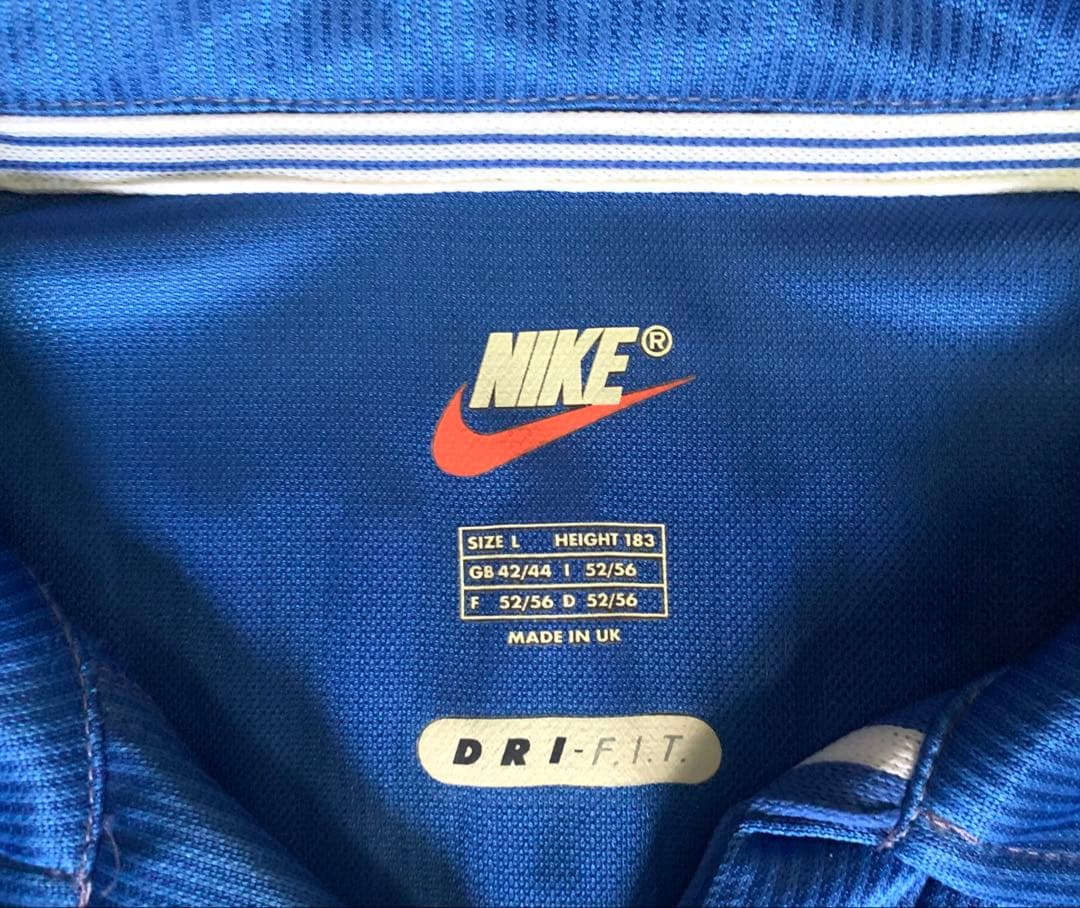 NIKE®
SIZE L HEIGHT 183
GB 42/44 I 52/56
F 52/56 D 52/56
MADE IN UK
DRI-F.I.T.